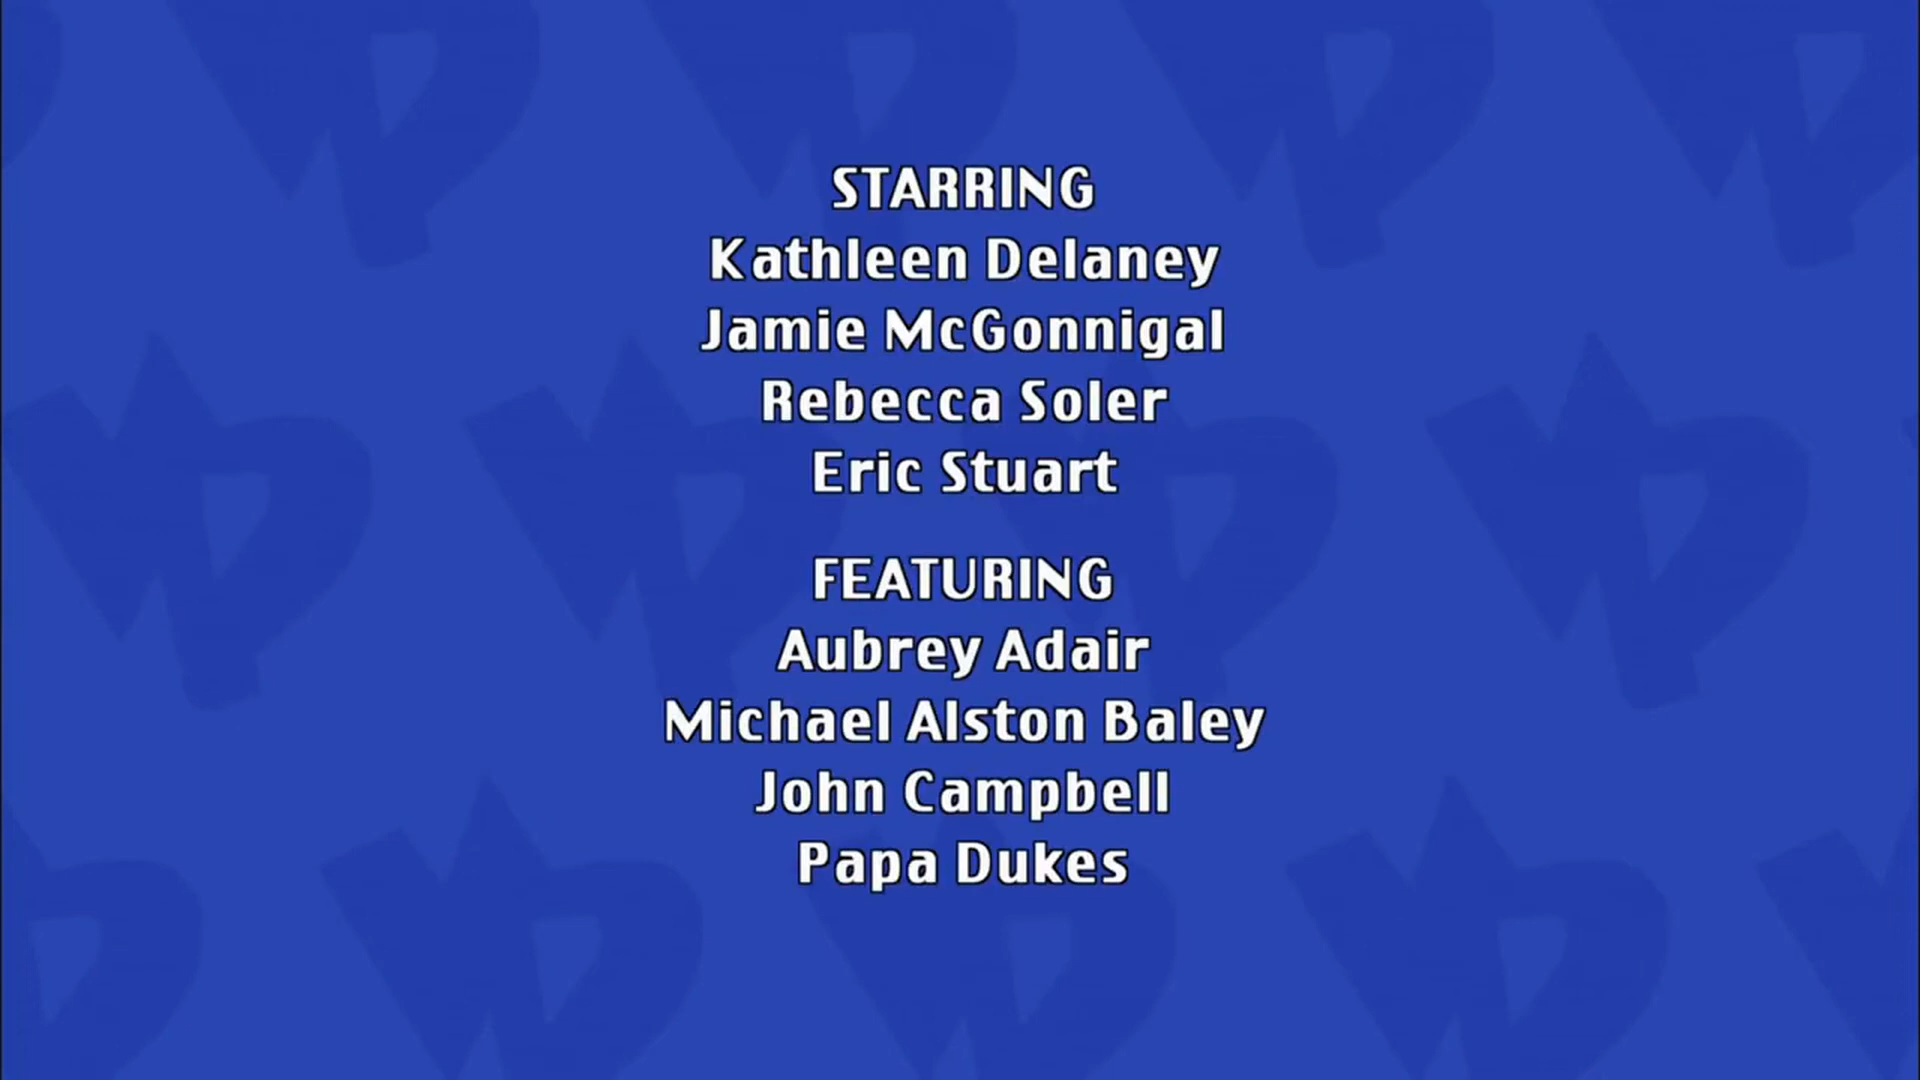 STARRING
Kathleen Delaney
Jamie McGonnigal
Rebecca Soler
Eric Stuart
FEATURING
Aubrey Adair
Michael Alston Baley
John Campbell
Papa Dukes